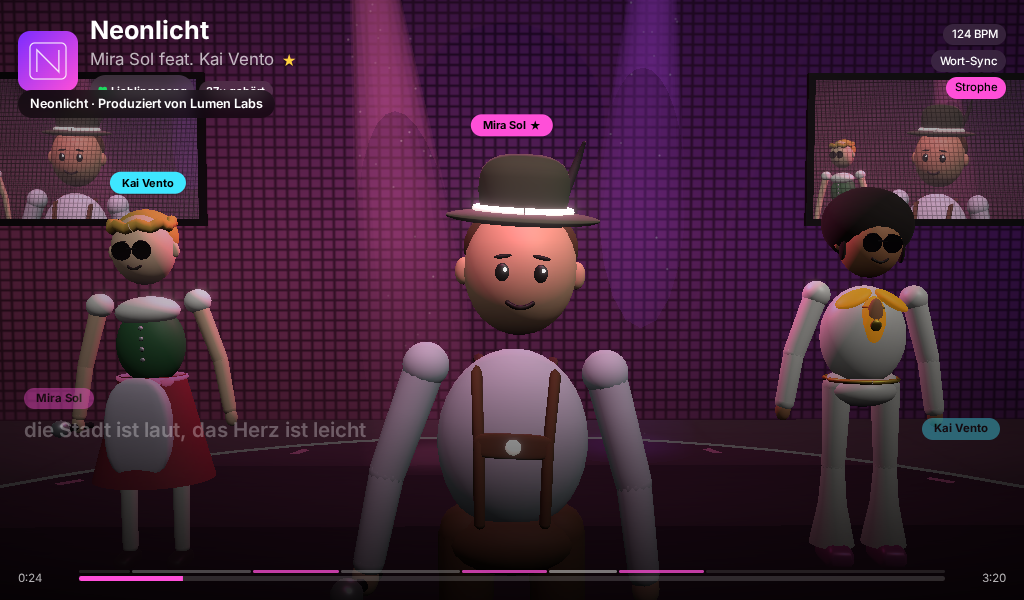 Neonlicht
Mira Sol feat. Kai Vento ★
Neonlicht · Produziert von Lumen Labs
124 BPM
Wort-Sync
Strophe
Mira Sol ★
Kai Vento
Mira Sol
die Stadt ist laut, das Herz ist leicht
Kai Vento
0:24
3:20